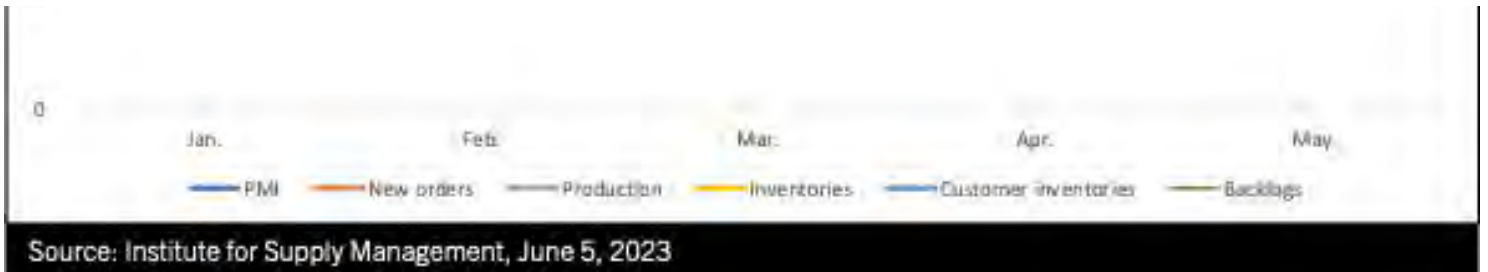 0
Jan. Feb. Mar. Apr. May
PMI New orders Production Inventories Customer inventories Backlogs
Source: Institute for Supply Management, June 5, 2023